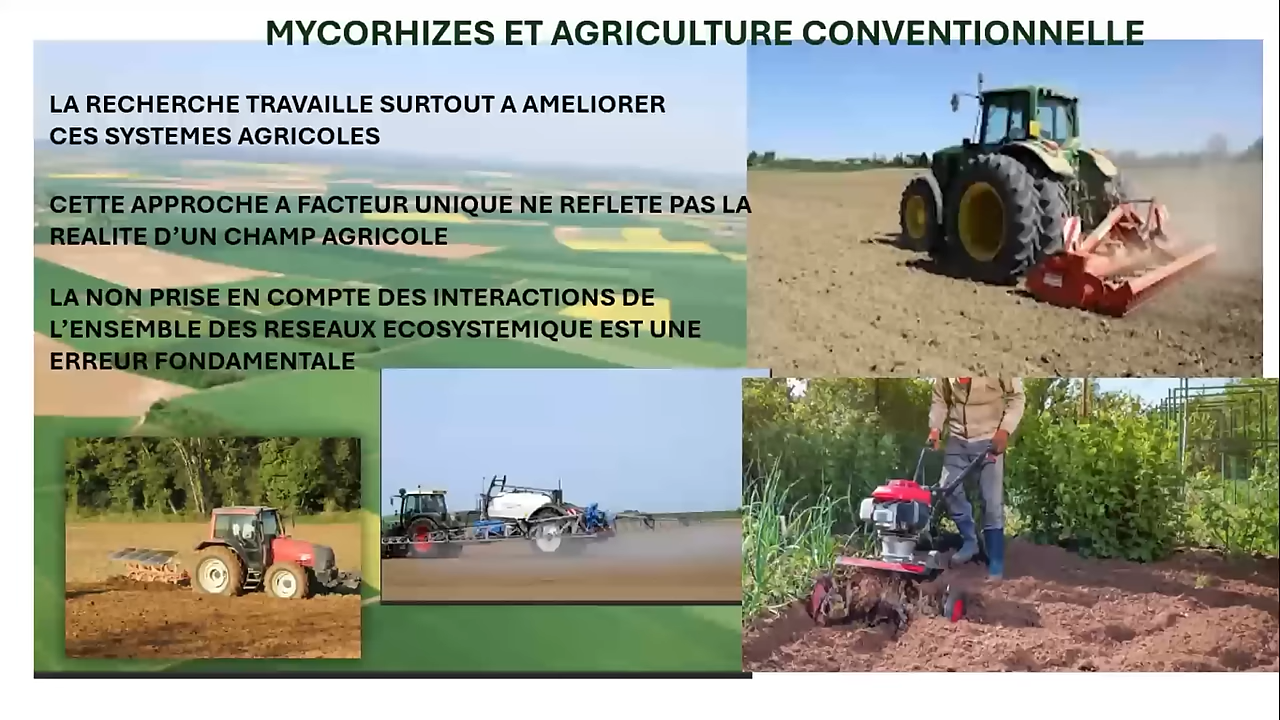 MYCORHIZES ET AGRICULTURE CONVENTIONNELLE
LA RECHERCHE TRAVAILLE SURTOUT A AMELIORER
CES SYSTEMES AGRICOLES
CETTE APPROCHE A FACTEUR UNIQUE NE REFLETE PAS LA
REALITE D’UN CHAMP AGRICOLE
LA NON PRISE EN COMPTE DES INTERACTIONS DE
L’ENSEMBLE DES RESEAUX ECOSYSTEMIQUE EST UNE
ERREUR FONDAMENTALE